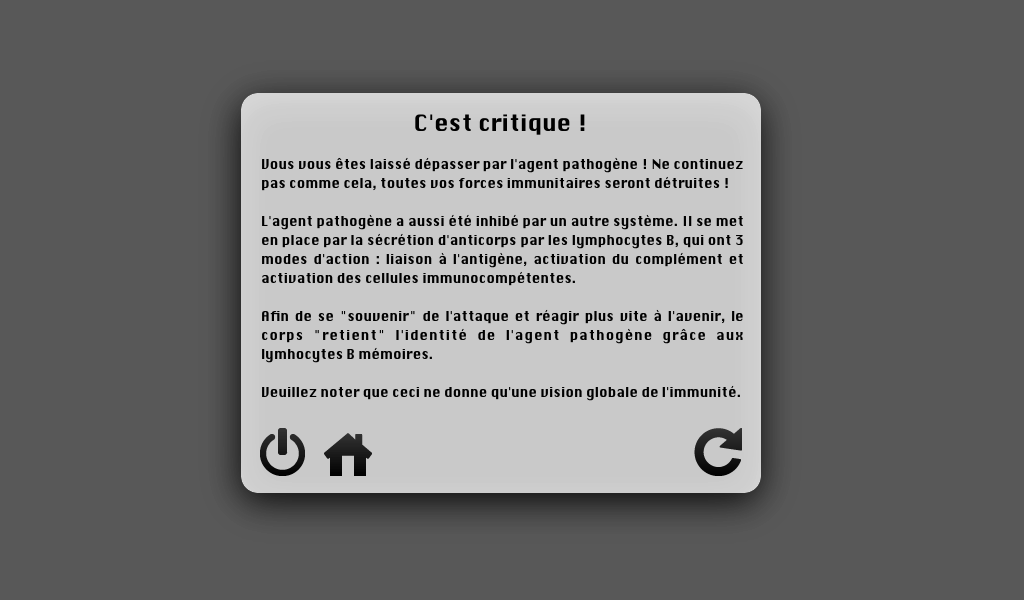 C'est critique !
Vous vous êtes laissé dépasser par l'agent pathogène ! Ne continuez
pas comme cela, toutes vos forces immunitaires seront détruites !
L'agent pathogène a aussi été inhibé par un autre système. Il se met
en place par la sécrétion d'anticorps par les lymphocytes B, qui ont 3
modes d'action : liaison à l'antigène, activation du complément et
activation des cellules immunocompétentes.
Afin de se "souvenir" de l'attaque et réagir plus vite à l'avenir, le
corps "retient" l'identité de l'agent pathogène grâce aux
lymhocytes B mémoires.
Veuillez noter que ceci ne donne qu'une vision globale de l'immunité.